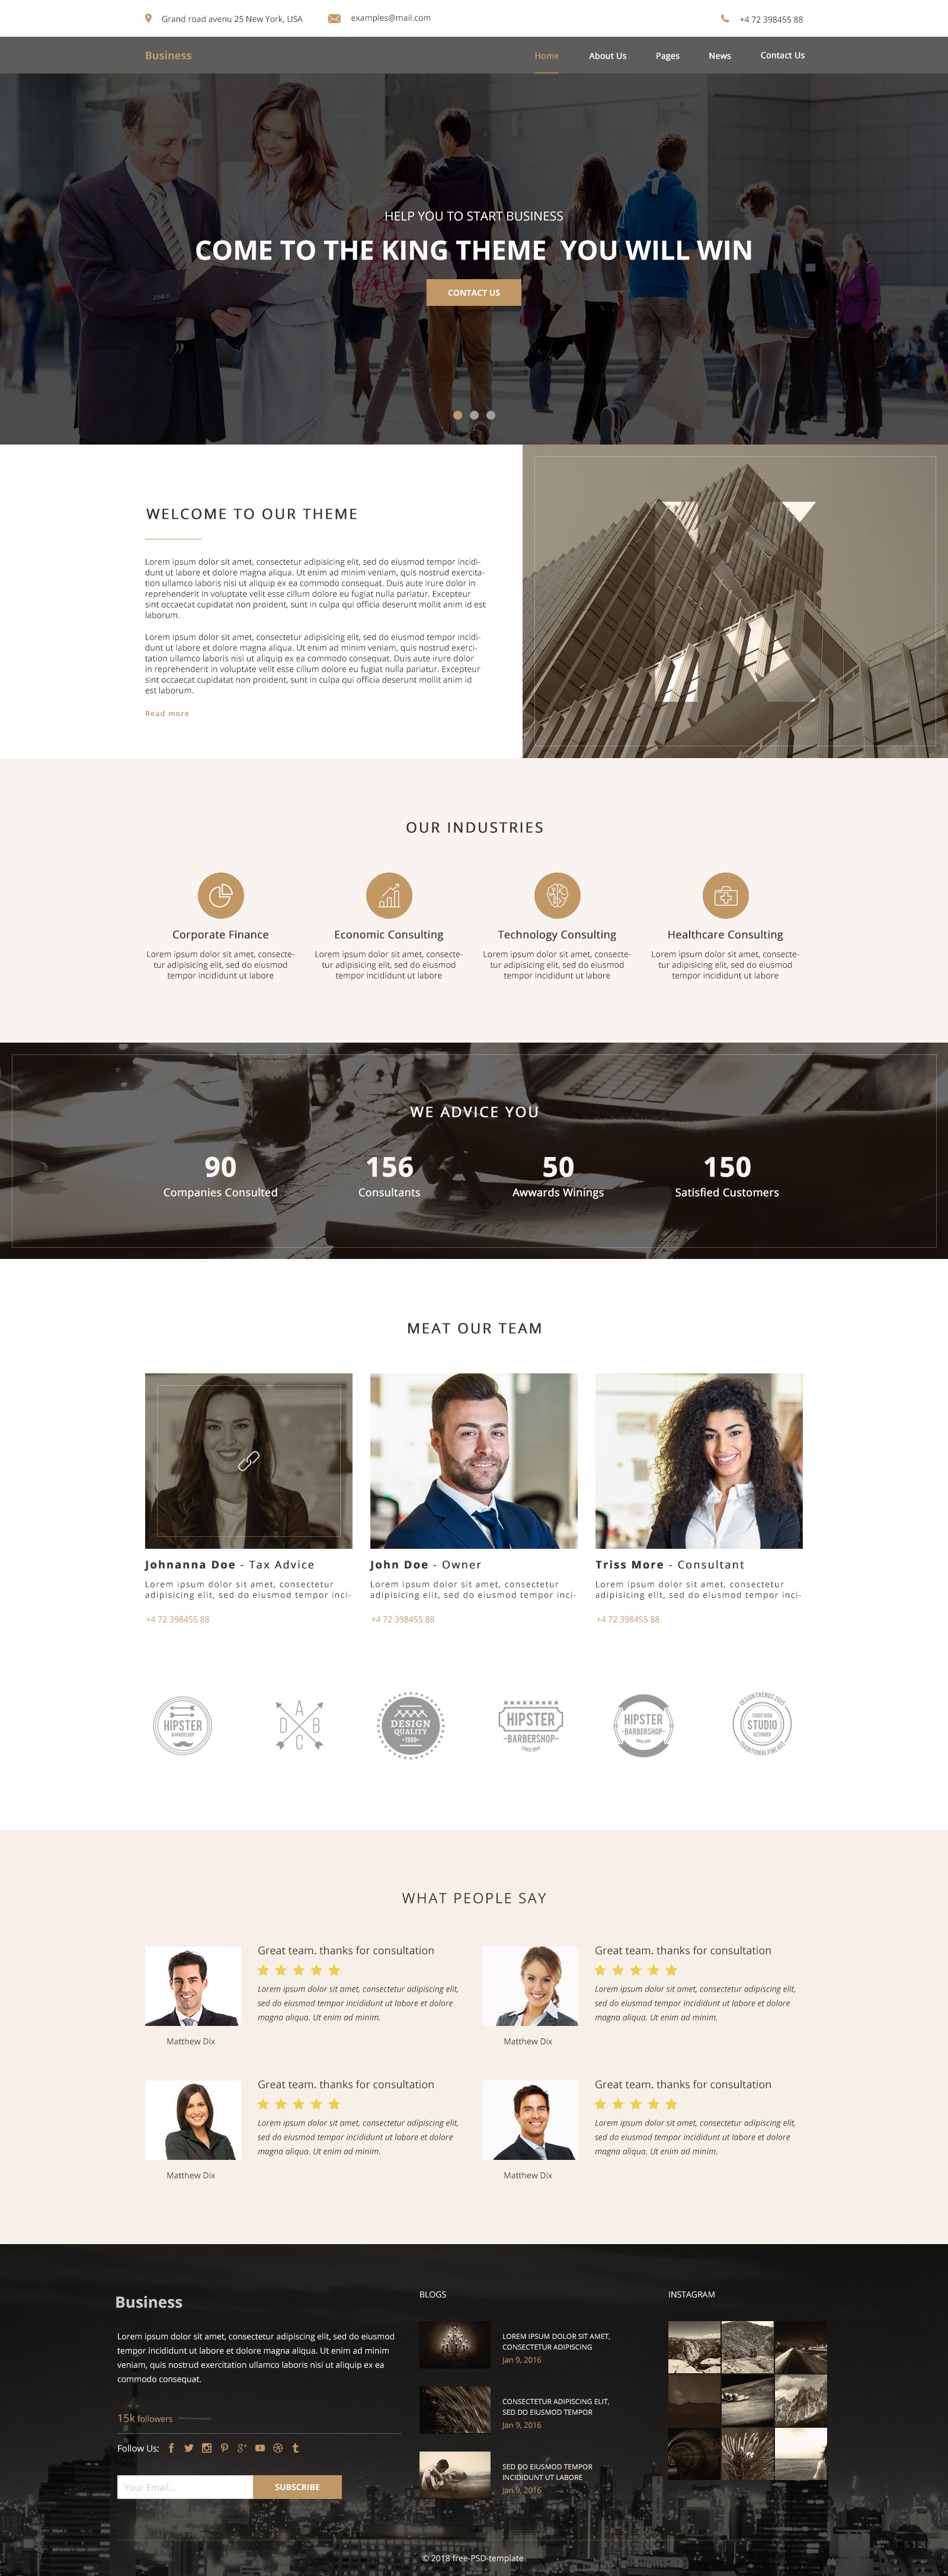 Grand road avenu 25 New York, USA
examples@mail.com
+4 72 398455 88
Business
Home
About Us
Pages
News
Contact Us
HELP YOU TO START BUSINESS
COME TO THE KING THEME YOU WILL WIN
CONTACT US
WELCOME TO OUR THEME
Lorem ipsum dolor sit amet, consectetur adipisicing elit, sed do eiusmod tempor incidi-
dunt ut labore et dolore magna aliqua. Ut enim ad minim veniam, quis nostrud exercita-
tion ullamco laboris nisi ut aliquip ex ea commodo consequat. Duis aute irure dolor in
reprehenderit in voluptate velit esse cillum dolore eu fugiat nulla pariatur. Excepteur
sint occaecat cupidatat non proident, sunt in culpa qui officia deserunt mollit anim id est
laborum.
Lorem ipsum dolor sit amet, consectetur adipisicing elit, sed do eiusmod tempor incidi-
dunt ut labore et dolore magna aliqua. Ut enim ad minim veniam, quis nostrud exerci-
tation ullamco laboris nisi ut aliquip ex ea commodo consequat. Duis aute irure dolor
in reprehenderit in voluptate velit esse cillum dolore eu fugiat nulla pariatur. Excepteur
sint occaecat cupidatat non proident, sunt in culpa qui officia deserunt mollit anim id
est laborum.
Read more
OUR INDUSTRIES
Corporate Finance
Lorem ipsum dolor sit amet, consecte-
tur adipisicing elit, sed do eiusmod
tempor incididunt ut labore
Economic Consulting
Lorem ipsum dolor sit amet, consecte-
tur adipisicing elit, sed do eiusmod
tempor incididunt ut labore
Technology Consulting
Lorem ipsum dolor sit amet, consecte-
tur adipisicing elit, sed do eiusmod
tempor incididunt ut labore
Healthcare Consulting
Lorem ipsum dolor sit amet, consecte-
tur adipisicing elit, sed do eiusmod
tempor incididunt ut labore
WE ADVICE YOU
90
Companies Consulted
156
Consultants
50
Awwards Winings
150
Satisfied Customers
MEAT OUR TEAM
Johnanna Doe - Tax Advice
Lorem ipsum dolor sit amet, consectetur
adipisicing elit, sed do eiusmod tempor inci-
+4 72 398455 88
John Doe - Owner
Lorem ipsum dolor sit amet, consectetur
adipisicing elit, sed do eiusmod tempor inci-
+4 72 398455 88
Triss More - Consultant
Lorem ipsum dolor sit amet, consectetur
adipisicing elit, sed do eiusmod tempor inci-
+4 72 398455 88
HIPSTER
BARBERSHOP
A
D B
C
DESIGN
QUALITY
-1980-
HIPSTER
-BARBERSHOP-
HIPSTER
-BARBERSHOP-
DESIGN TRENDS 2015
SINCE 1980
STUDIO
DESIGNER
TRADITIONAL FINE ART
WHAT PEOPLE SAY
Great team. thanks for consultation
Lorem ipsum dolor sit amet, consectetur adipiscing elit,
sed do eiusmod tempor incididunt ut labore et dolore
magna aliqua. Ut enim ad minim.
Matthew Dix
Great team. thanks for consultation
Lorem ipsum dolor sit amet, consectetur adipiscing elit,
sed do eiusmod tempor incididunt ut labore et dolore
magna aliqua. Ut enim ad minim.
Matthew Dix
Great team. thanks for consultation
Lorem ipsum dolor sit amet, consectetur adipiscing elit,
sed do eiusmod tempor incididunt ut labore et dolore
magna aliqua. Ut enim ad minim.
Matthew Dix
Great team. thanks for consultation
Lorem ipsum dolor sit amet, consectetur adipiscing elit,
sed do eiusmod tempor incididunt ut labore et dolore
magna aliqua. Ut enim ad minim.
Matthew Dix
Business
Lorem ipsum dolor sit amet, consectetur adipiscing elit, sed do eiusmod
tempor incididunt ut labore et dolore magna aliqua. Ut enim ad minim
veniam, quis nostrud exercitation ullamco laboris nisi ut aliquip ex ea
commodo consequat.
15k followers
Follow Us:
Your Email...
SUBSCRIBE
BLOGS
LOREM IPSUM DOLOR SIT AMET,
CONSECTETUR ADIPISCING
Jan 9, 2016
CONSECTETUR ADIPISCING ELIT,
SED DO EIUSMOD TEMPOR
Jan 9, 2016
SED DO EIUSMOD TEMPOR
INCIDIDUNT UT LABORE
Jan 9, 2016
INSTAGRAM
© 2018 free-PSD-template